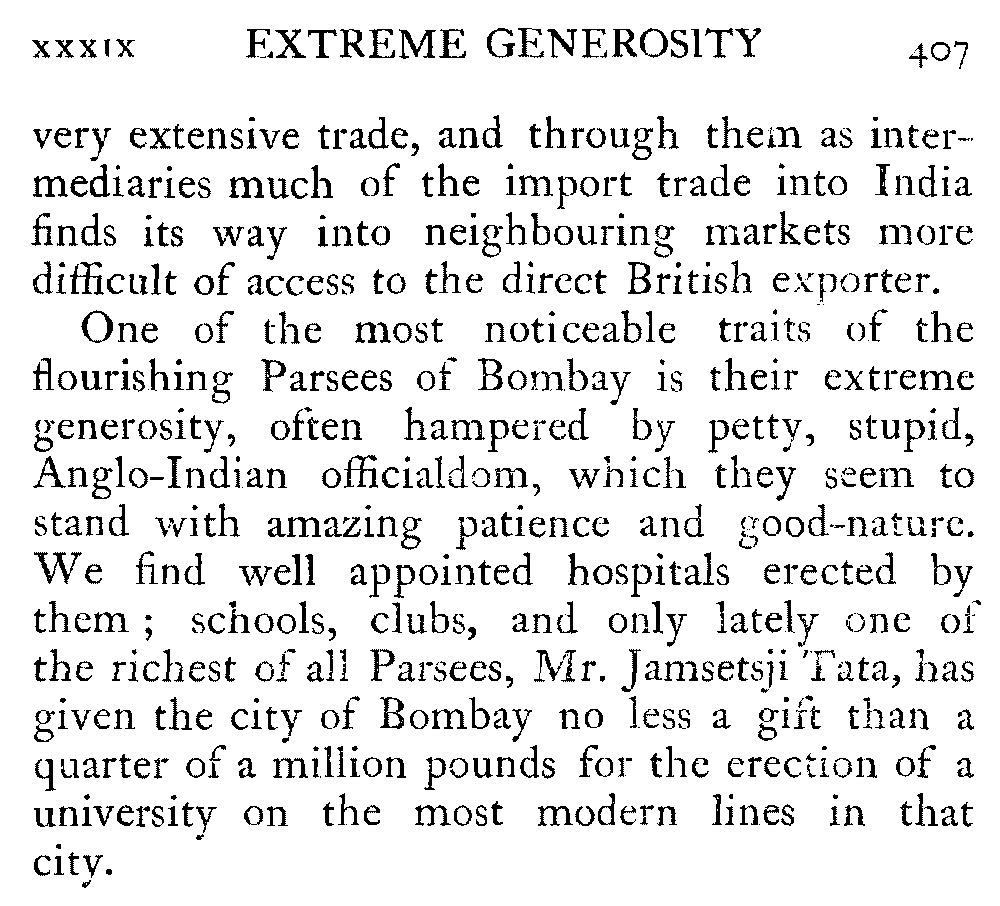 xxxix EXTREME GENEROSITY 407
very extensive trade, and through them as inter-
mediaries much of the import trade into India
finds its way into neighbouring markets more
difficult of access to the direct British exporter.
One of the most noticeable traits of the
flourishing Parsees of Bombay is their extreme
generosity, often hampered by petty, stupid,
Anglo-Indian officialdom, which they seem to
stand with amazing patience and good-nature.
We find well appointed hospitals erected by
them ; schools, clubs, and only lately one of
the richest of all Parsees, Mr. Jamsetsji Tata, has
given the city of Bombay no less a gift than a
quarter of a million pounds for the erection of a
university on the most modern lines in that
city.